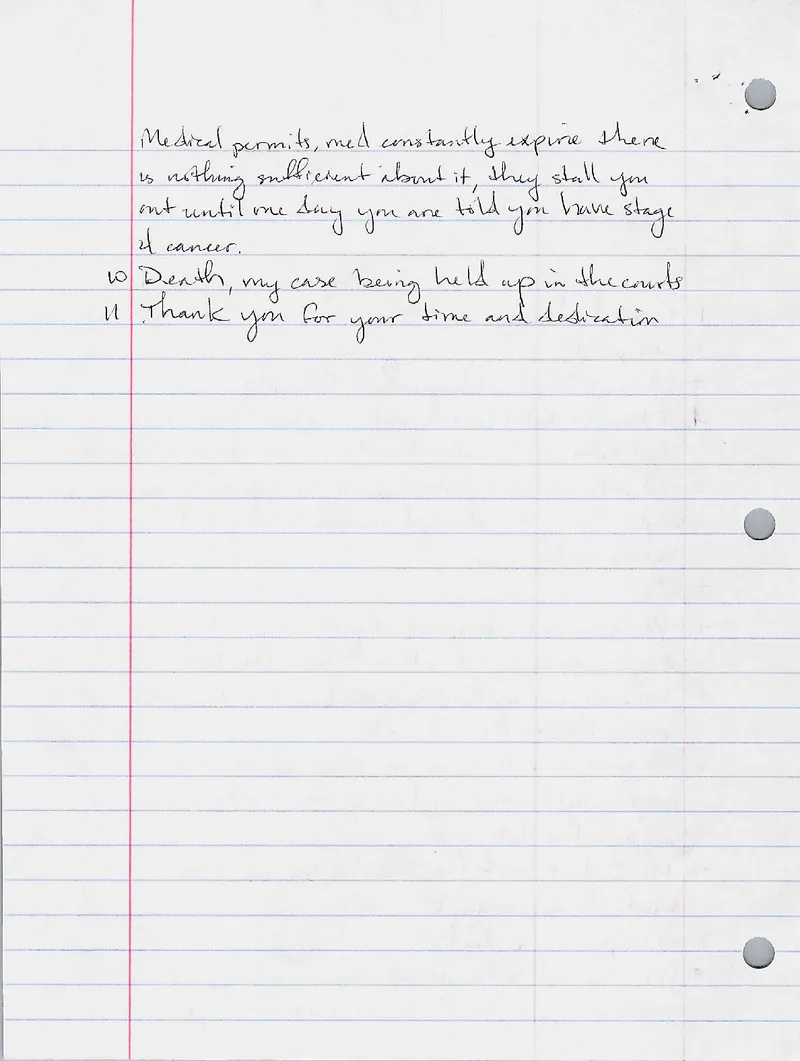 Medical permits, med constantly expire there
is nothing sufficient about it, they stall you
out until one day you are told you have stage
4 cancer.
10 Death, my case being held up in the courts
11 Thank you for your time and dedication